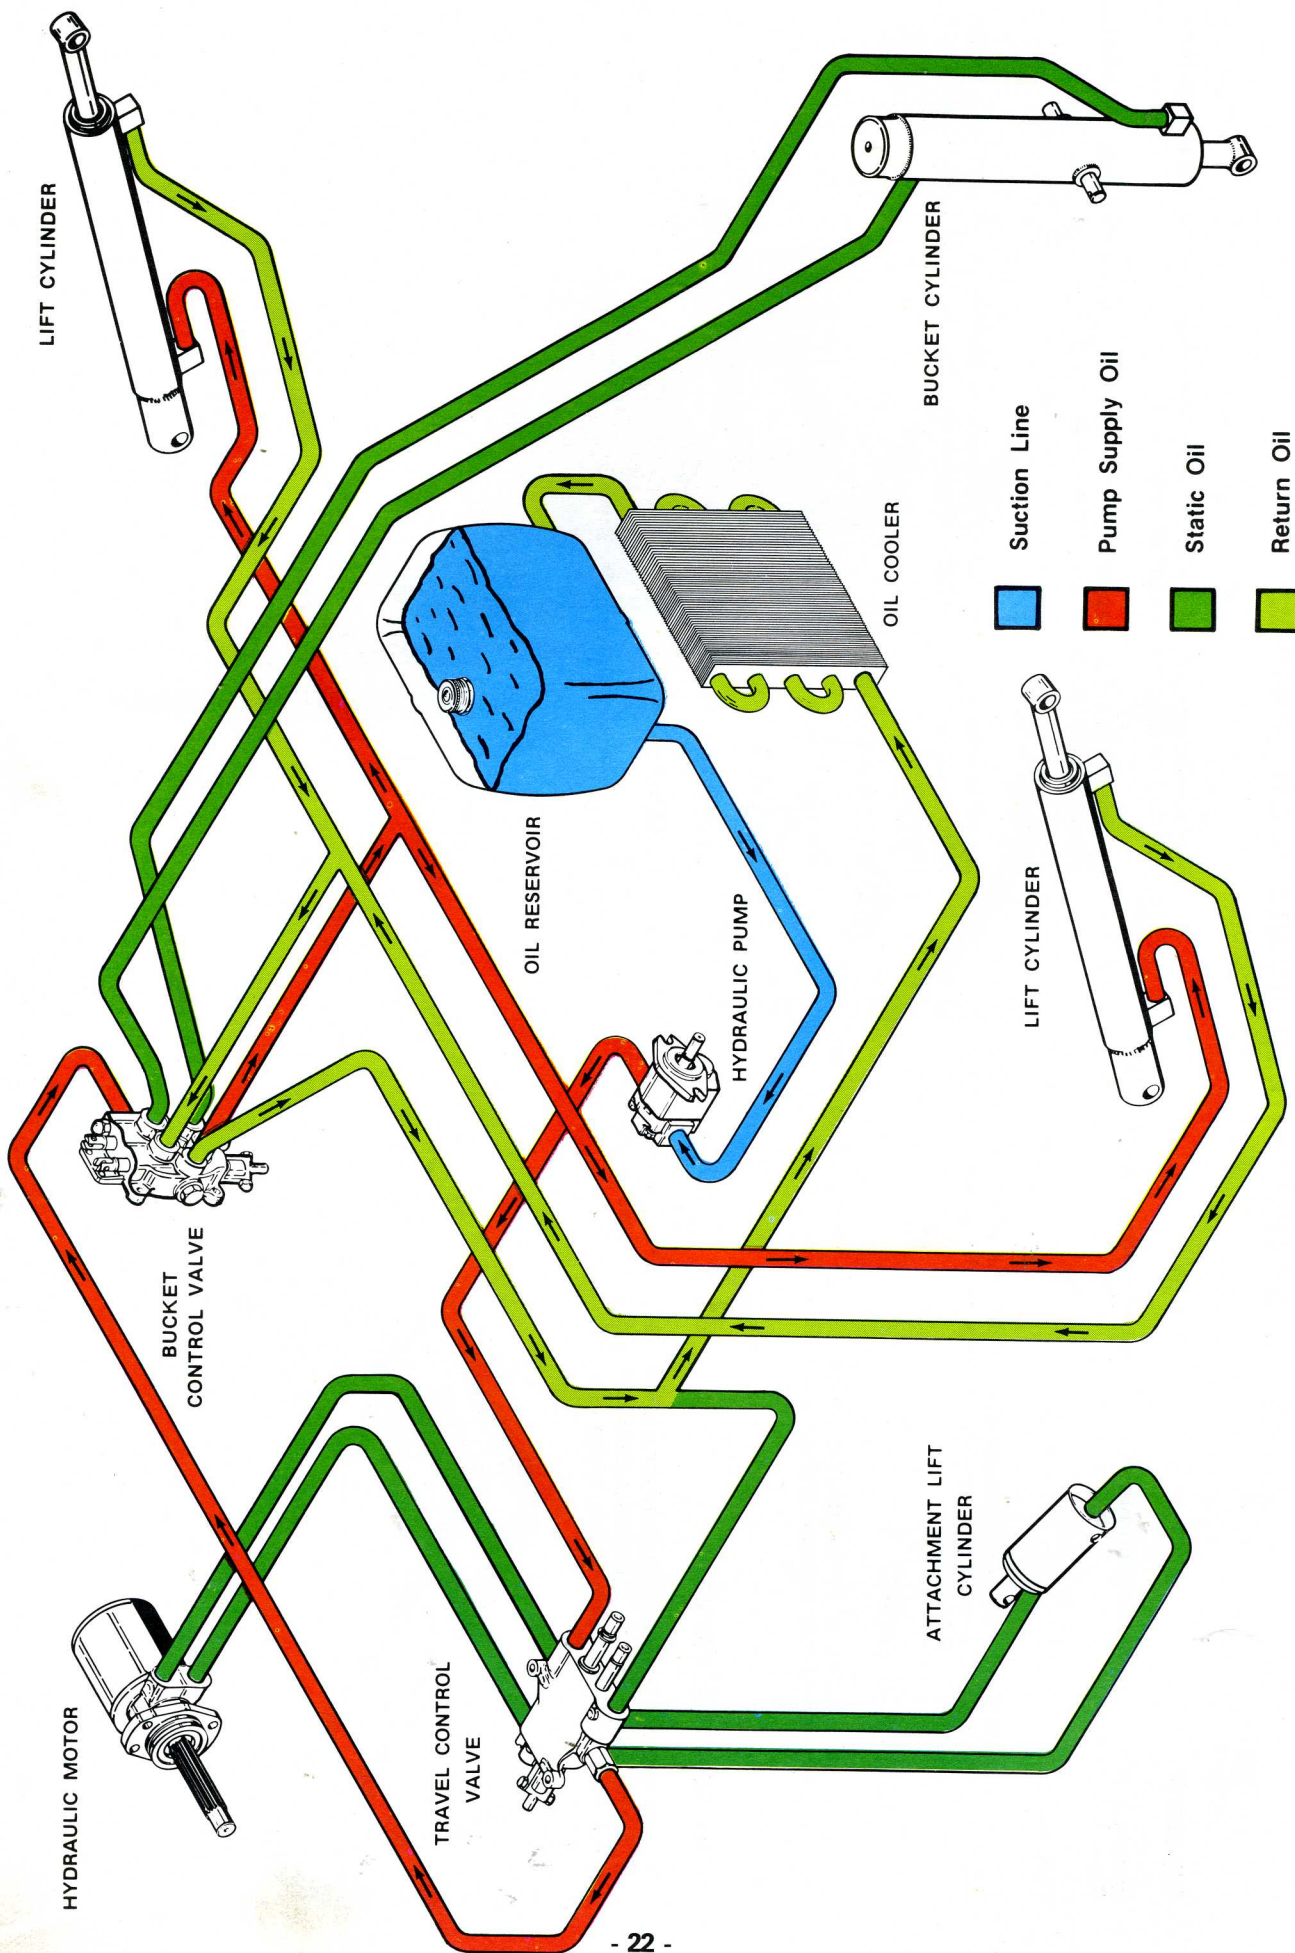 LIFT CYLINDER
BUCKET CYLINDER
Suction Line
Pump Supply Oil
Static Oil
Return Oil
OIL COOLER
OIL RESERVOIR
HYDRAULIC PUMP
LIFT CYLINDER
BUCKET
CONTROL VALVE
ATTACHMENT LIFT
CYLINDER
TRAVEL CONTROL
VALVE
HYDRAULIC MOTOR
- 22 -